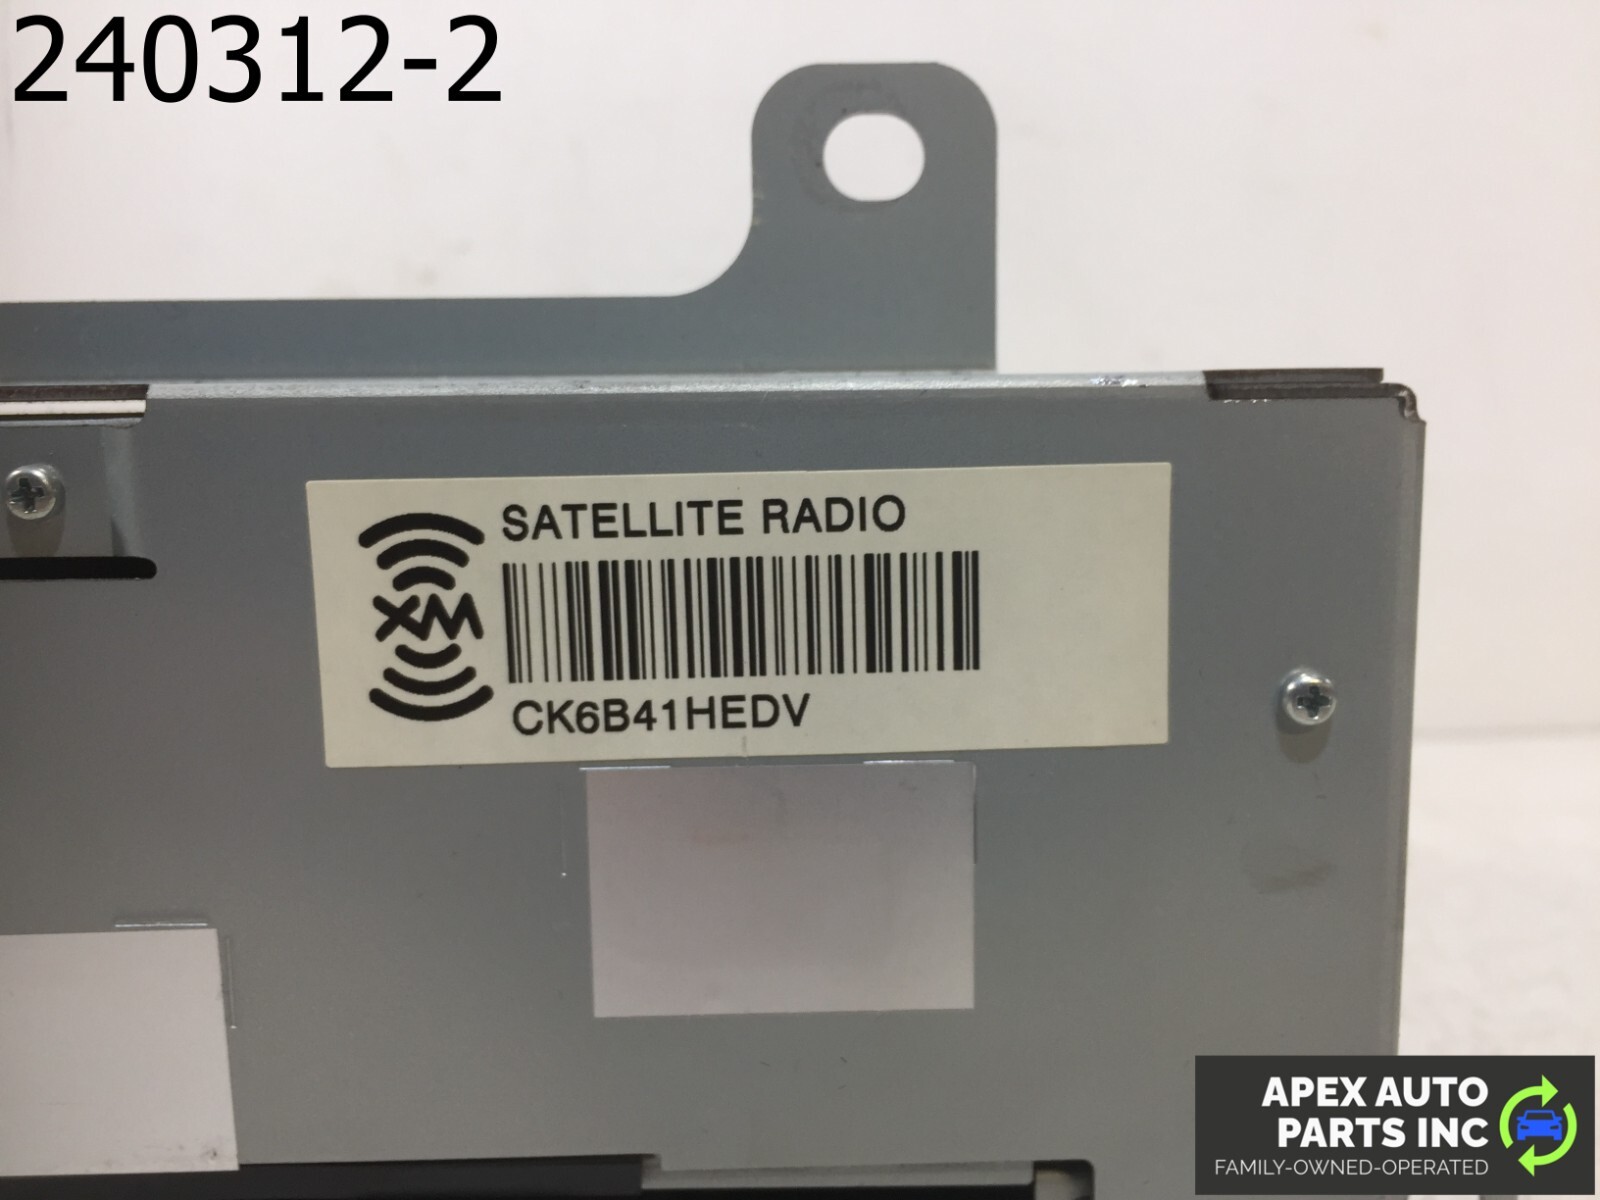 240312-2
SATELLITE RADIO
XM
CK6B41HEDV
APEX AUTO
PARTS INC
FAMILY-OWNED-OPERATED